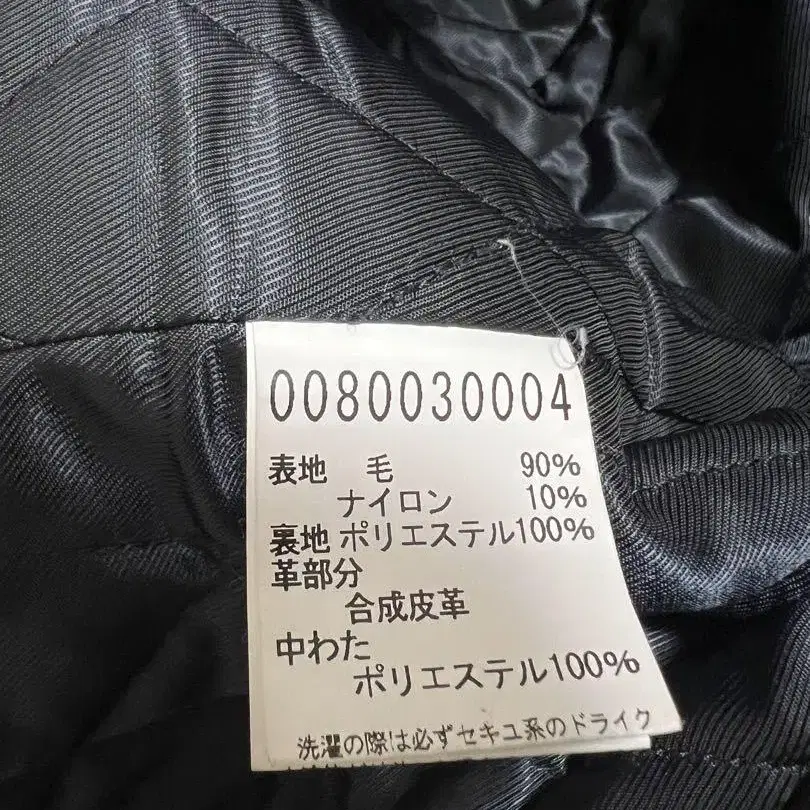 0080030004
表地 毛 90%
ナイロン 10%
裏地 ポリエステル100%
革部分
合成皮革
中わた
ポリエステル100%
洗濯の際は必ずセキユ系のドライク